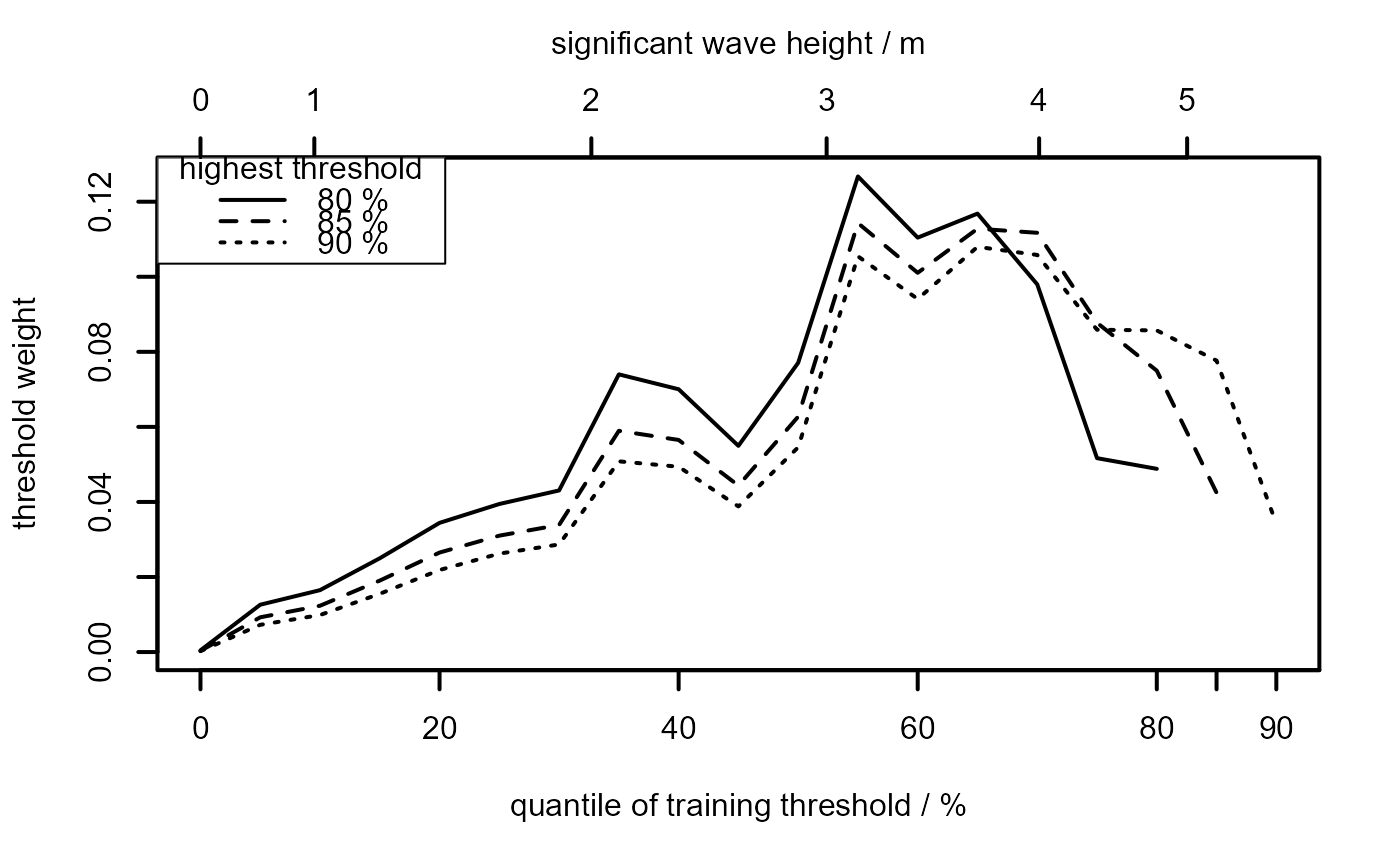 significant wave height / m
0 1 2 3 4 5
highest threshold
80 %
85 %
90 %
0.12
0.08
0.04
0.00
threshold weight
0 20 40 60 80 90
quantile of training threshold / %